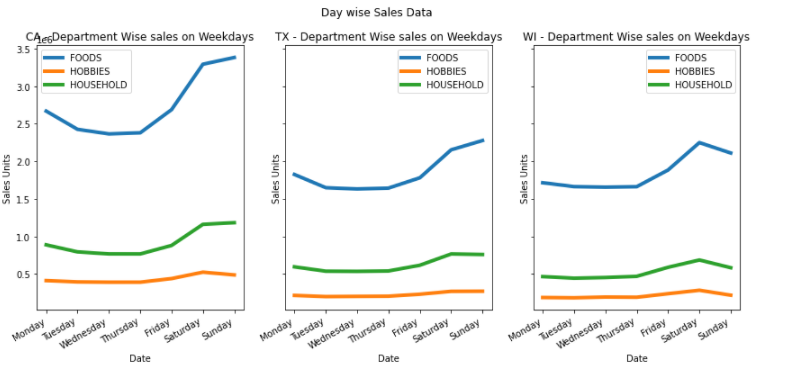 Day wise Sales Data
CA - Department Wise sales on Weekdays
1e6
FOODS
HOBBIES
HOUSEHOLD
3.5
3.0
2.5
2.0
1.5
1.0
0.5
Sales Units
Monday
Tuesday
Wednesday
Thursday
Friday
Saturday
Sunday
Date
TX - Department Wise sales on Weekdays
FOODS
HOBBIES
HOUSEHOLD
Sales Units
Monday
Tuesday
Wednesday
Thursday
Friday
Saturday
Sunday
Date
WI - Department Wise sales on Weekdays
FOODS
HOBBIES
HOUSEHOLD
Sales Units
Monday
Tuesday
Wednesday
Thursday
Friday
Saturday
Sunday
Date